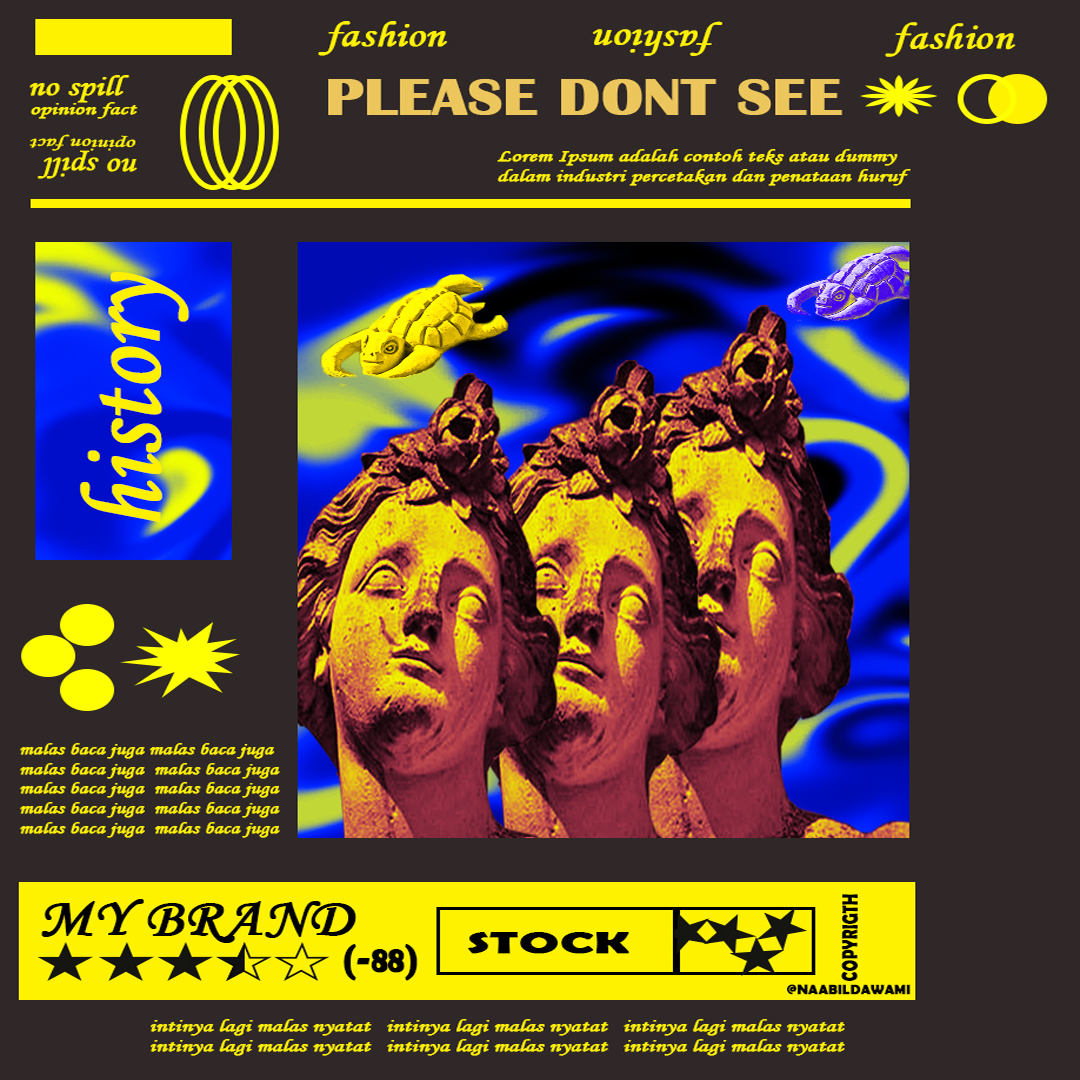 fashion
fashion
fashion
no spill
opinion fact
PLEASE DONT SEE
opinion fact
no spill
Lorem Ipsum adalah contoh teks atau dummy
dalam industri percetakan dan penataan huruf
history
malas baca juga malas baca juga
malas baca juga malas baca juga
malas baca juga malas baca juga
malas baca juga malas baca juga
malas baca juga malas baca juga
MY BRAND
(-88)
STOCK
COPYRIGTH
@NAABILDAWAMI
intinya lagi malas nyatat intinya lagi malas nyatat intinya lagi malas nyatat
intinya lagi malas nyatat intinya lagi malas nyatat intinya lagi malas nyatat